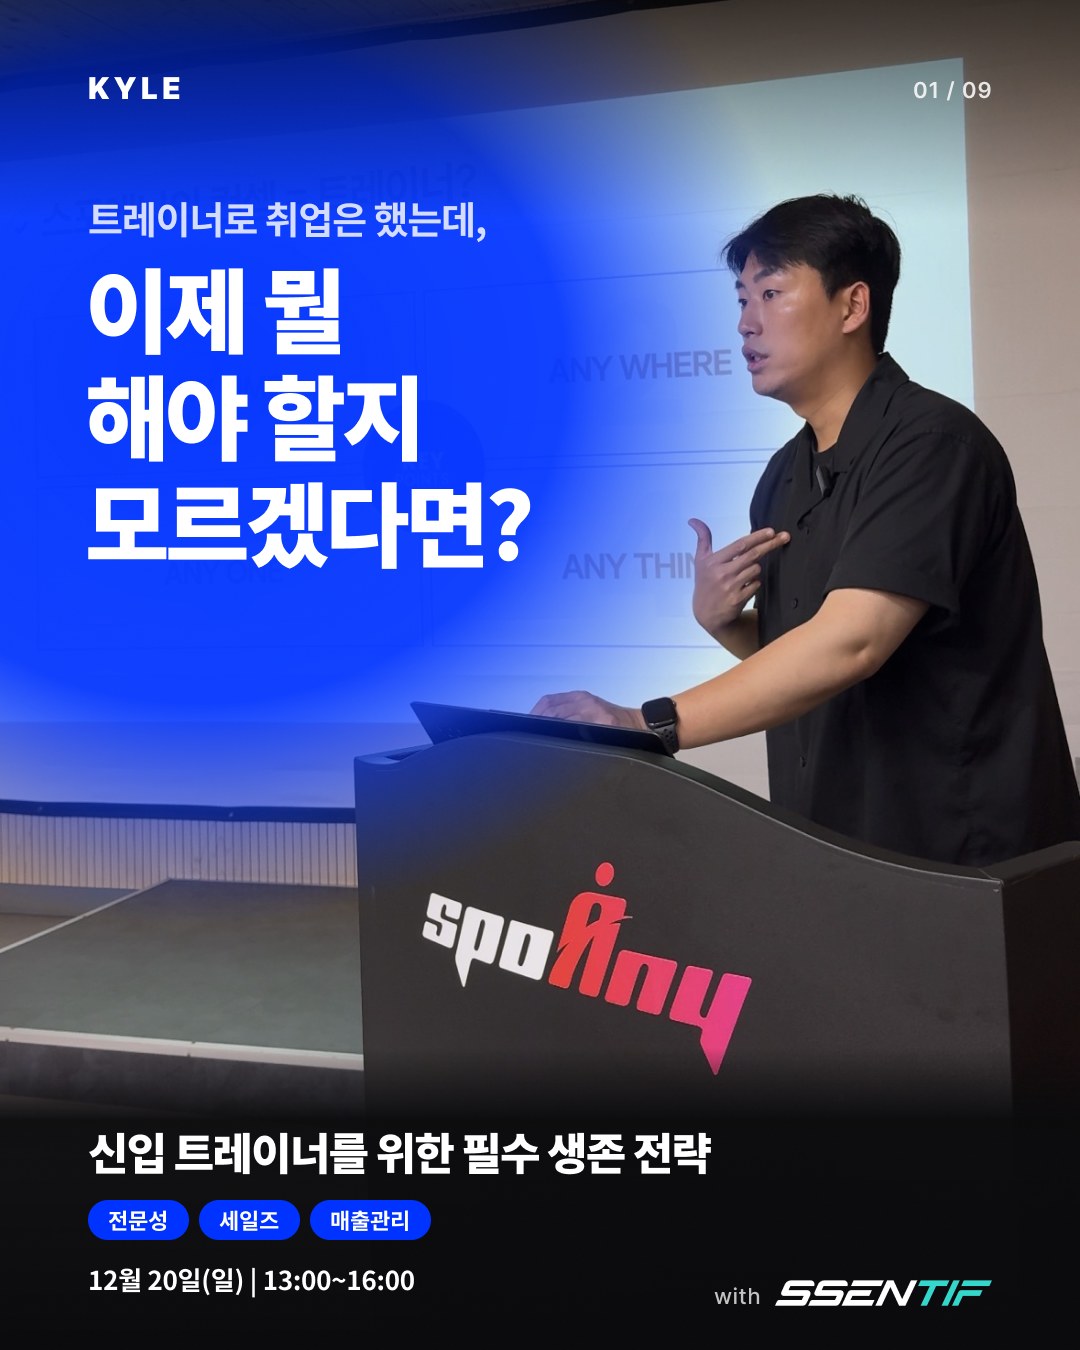 KYLE
01 / 09
트레이너로 취업은 했는데,
이제 뭘
해야 할지
모르겠다면?
ANY WHERE
ANY ONE
ANY THIN
spoAny
신입 트레이너를 위한 필수 생존 전략
전문성 세일즈 매출관리
12월 20일(일) | 13:00~16:00
with SSENTIF